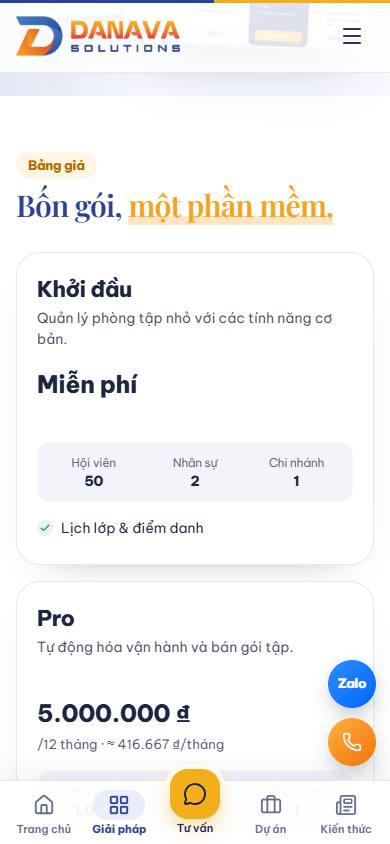 DANAVA
SOLUTIONS
Bảng giá
Bốn gói, một phần mềm.
Khởi đầu
Quản lý phòng tập nhỏ với các tính năng cơ
bản.
Miễn phí
Hội viên Nhân sự Chi nhánh
50 2 1
Lịch lớp & điểm danh
Pro
Tự động hóa vận hành và bán gói tập.
Zalo
5.000.000 ₫
/12 tháng · ≈ 416.667 ₫/tháng
Trang chủ Giải pháp Tư vấn Dự án Kiến thức